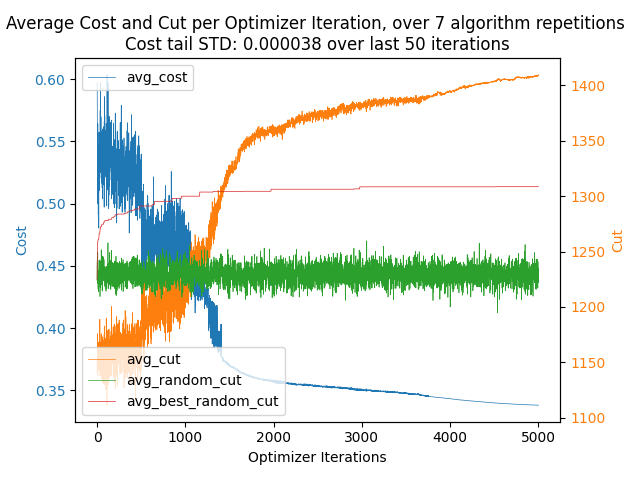 Average Cost and Cut per Optimizer Iteration, over 7 algorithm repetitions
Cost tail STD: 0.000038 over last 50 iterations
avg_cost
0.60
0.55
0.50
0.45
0.40
0.35
Cost
1400
1350
1300
1250
1200
1150
1100
Cut
avg_cut
avg_random_cut
avg_best_random_cut
0
1000
2000
3000
4000
5000
Optimizer Iterations